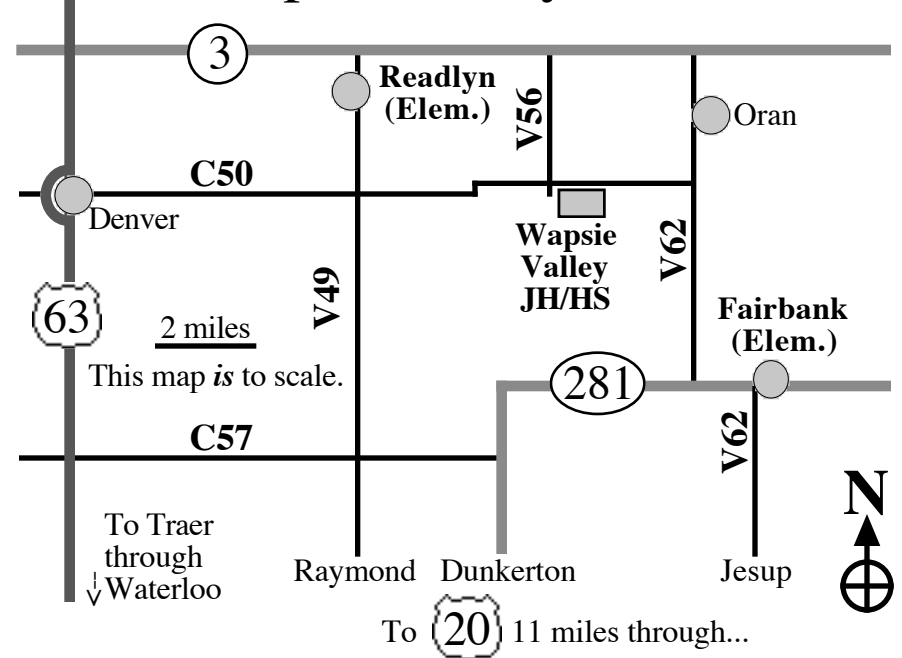 3
Readlyn
(Elem.)
V56
Oran
C50
Denver
Wapsie
Valley
JH/HS
V62
V49
63
2 miles
This map is to scale.
Fairbank
(Elem.)
281
C57
V62
N
To Traer
through
Waterloo
Raymond
Dunkerton
Jesup
To 20 11 miles through...